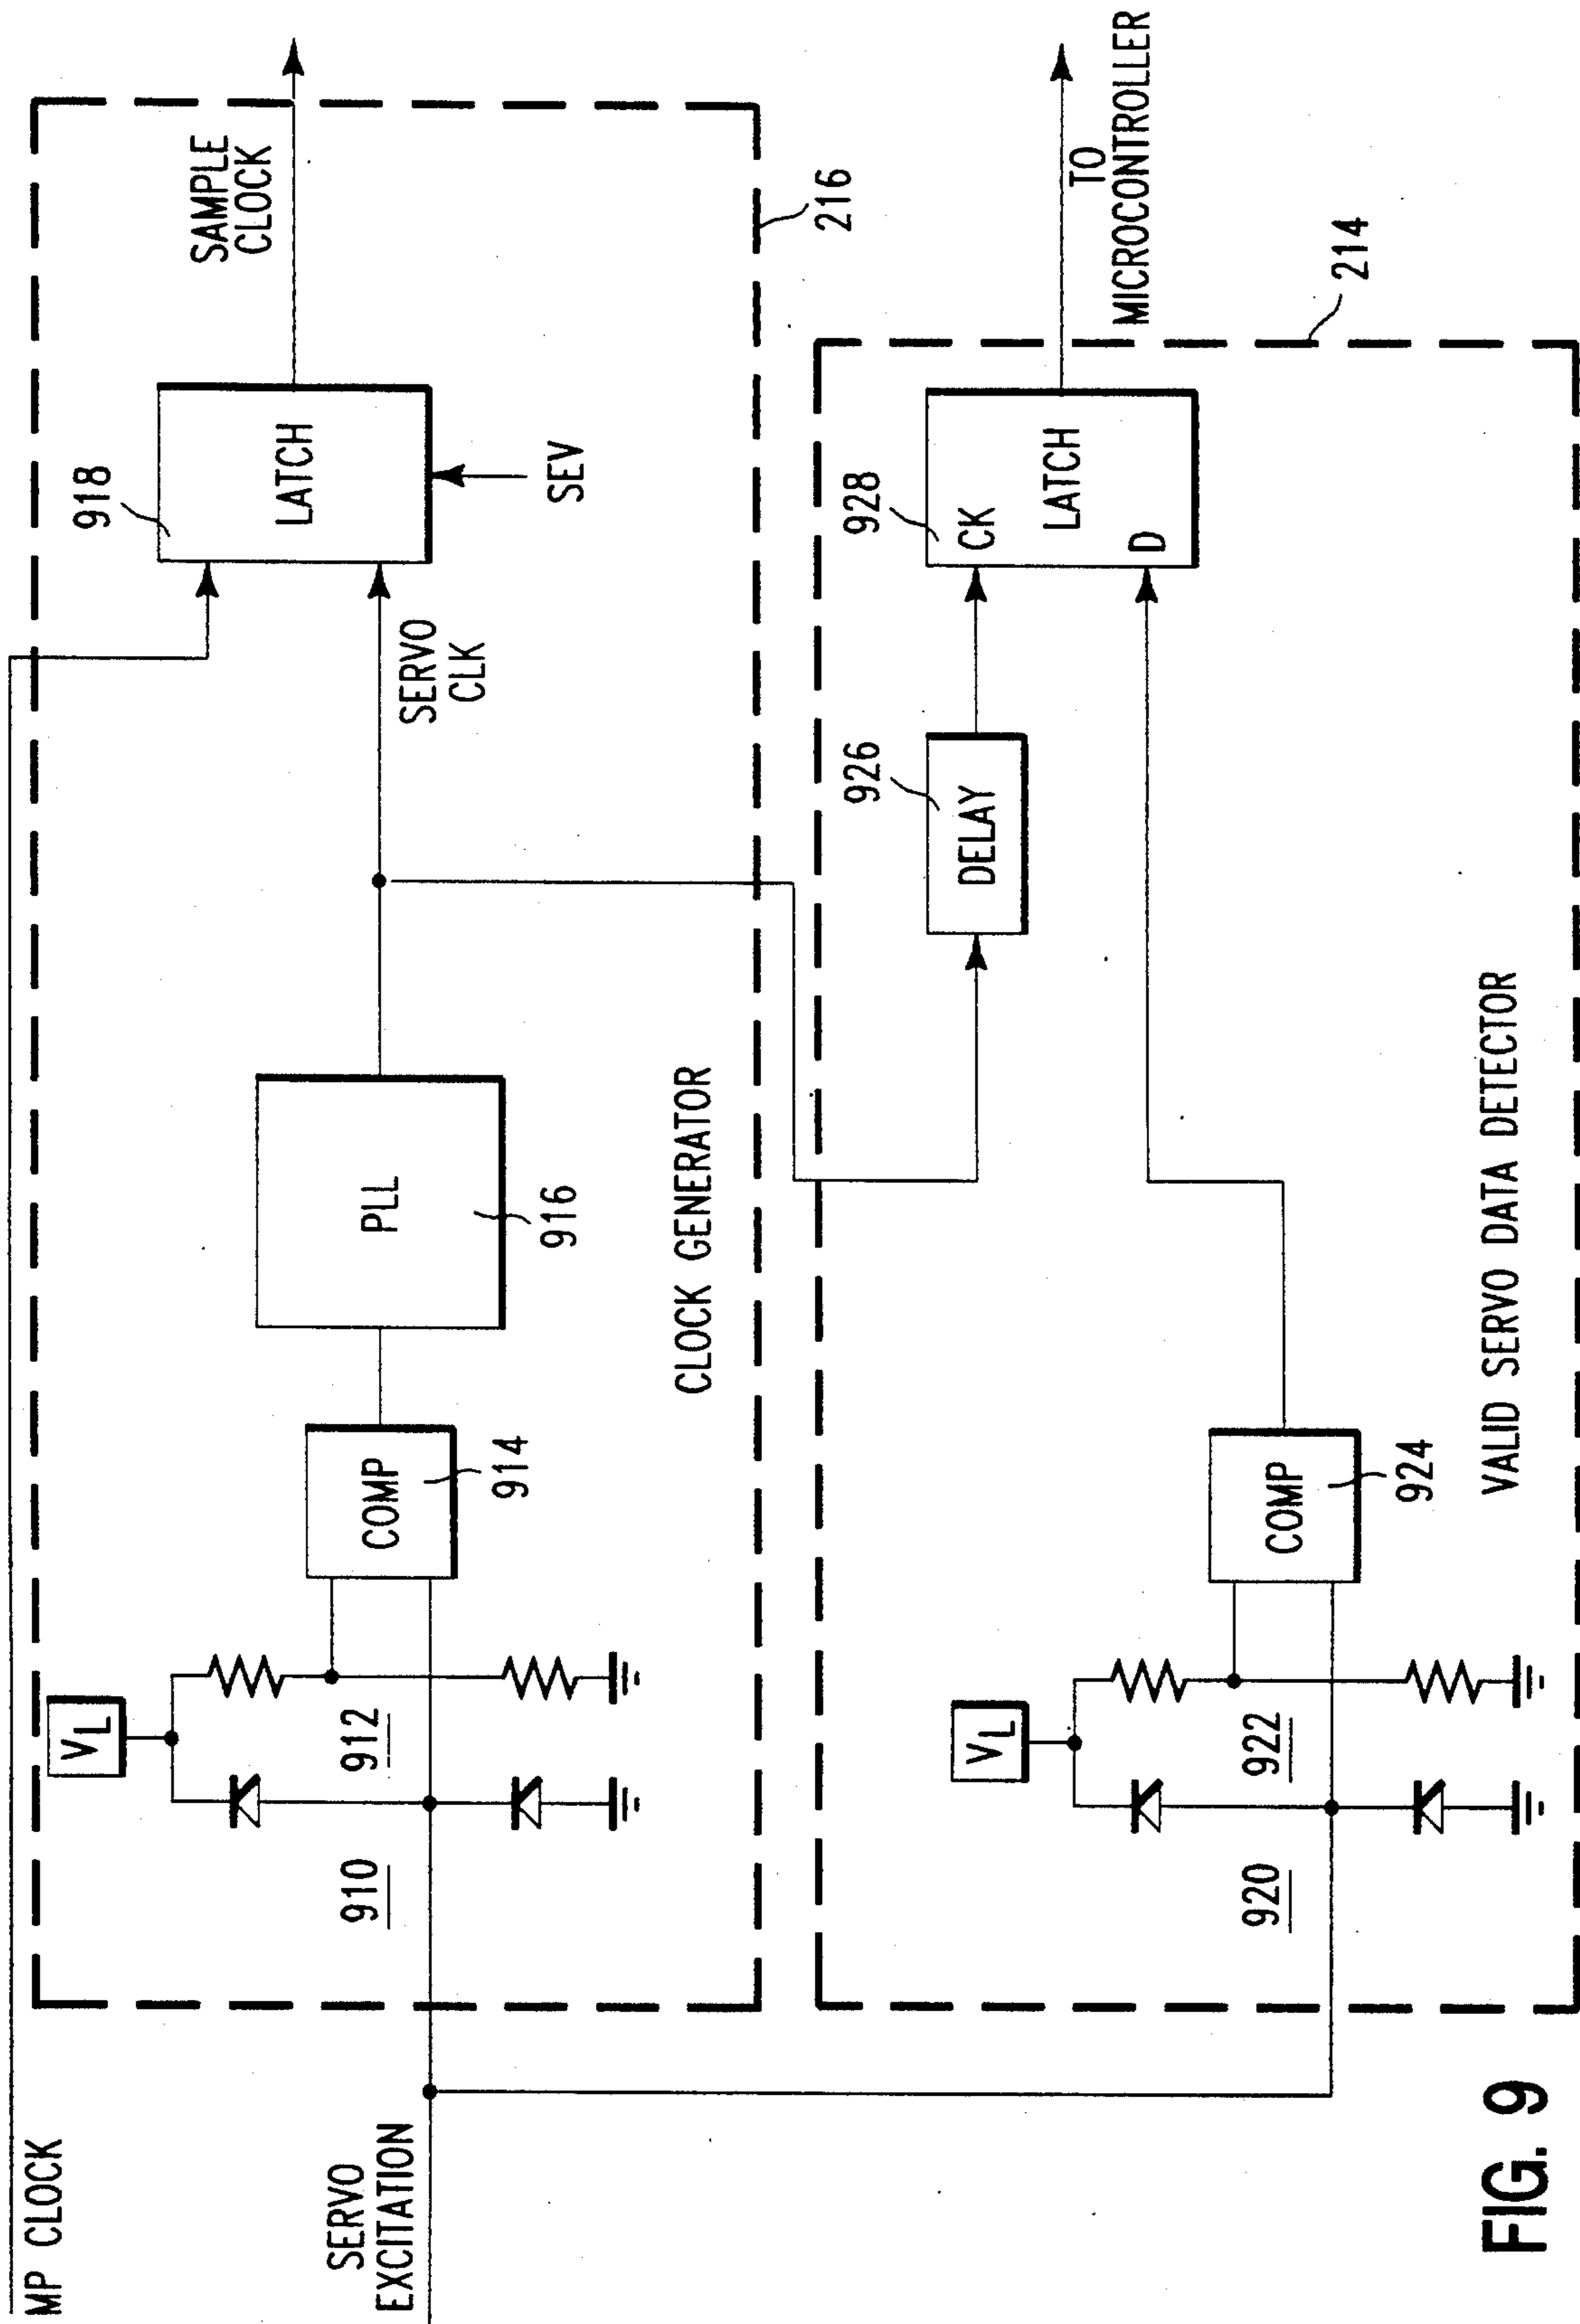 MP CLOCK
SERVO
EXCITATION
VL
910
912
COMP
914
PLL
916
SERVO
CLK
918
LATCH
SEV
SAMPLE
CLOCK
CLOCK GENERATOR
216
VL
920
922
COMP
924
926
DELAY
928
CK
LATCH
D
TO
MICROCONTROLLER
214
VALID SERVO DATA DETECTOR
FIG. 9